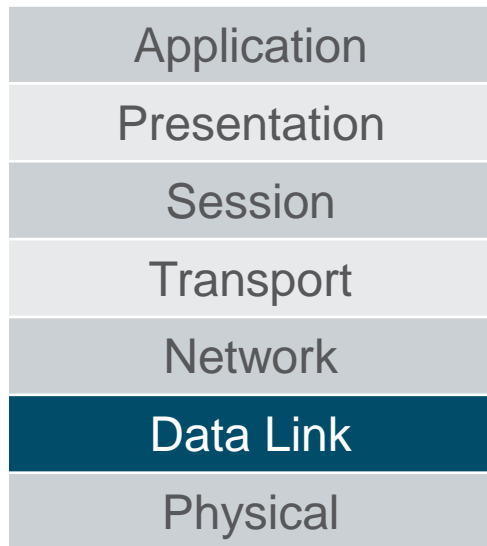 Application
Presentation
Session
Transport
Network
Data Link
Physical